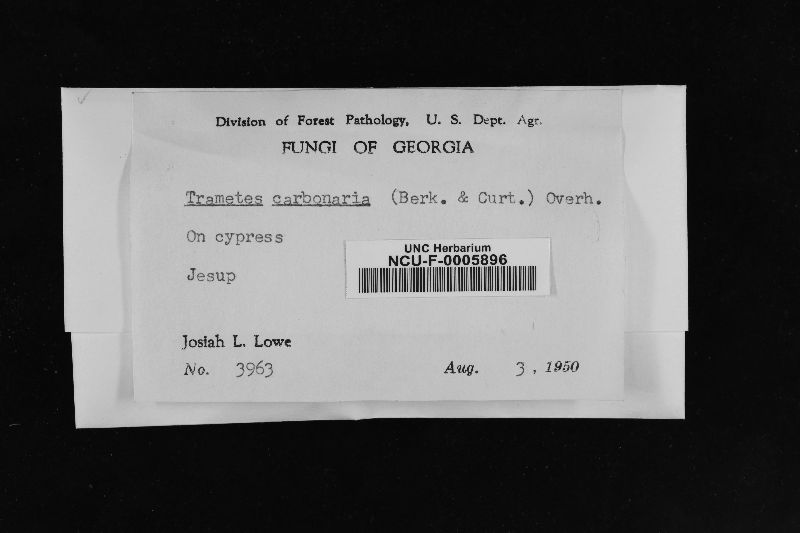 Division of Forest Pathology, U. S. Dept. Agr.
FUNGI OF GEORGIA
Trametes carbonaria (Berk. & Curt.) Overh.
On cypress
UNC Herbarium
NCU-F-0005896
Jesup
Josiah L. Lowe
No. 3963 Aug. 3, 1950